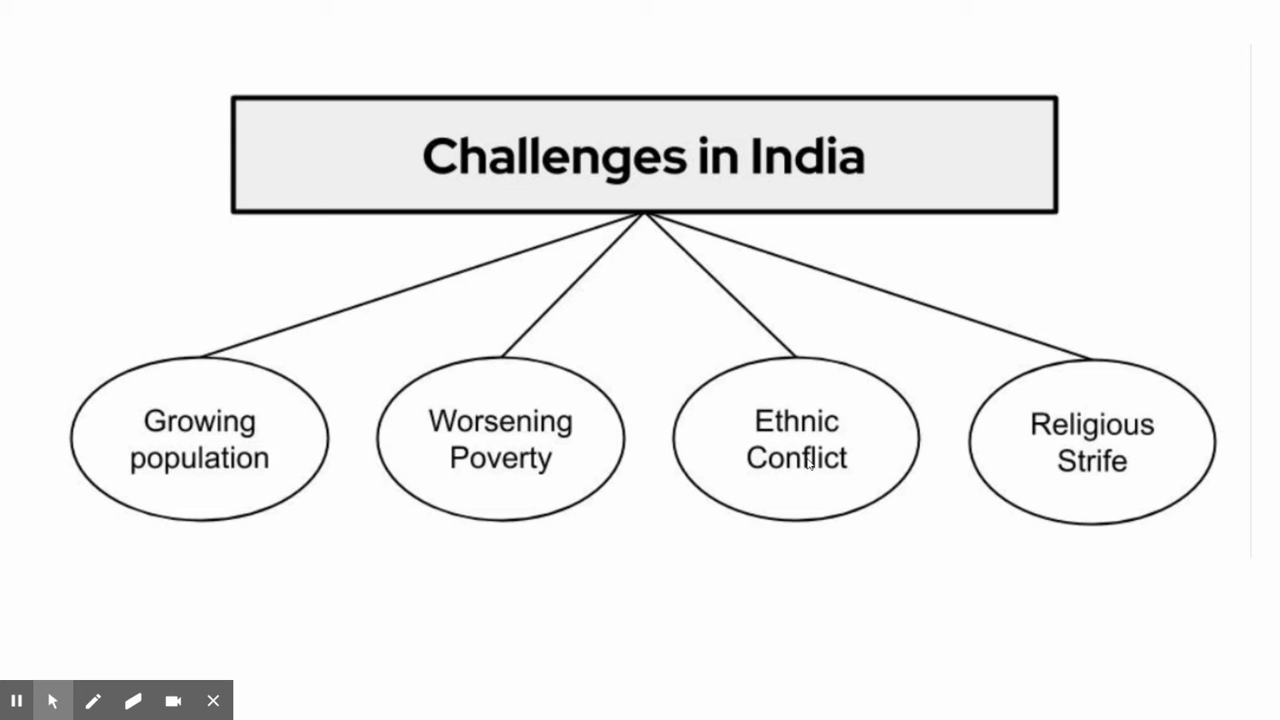 Challenges in India
Growing
population
Worsening
Poverty
Ethnic
Conflict
Religious
Strife